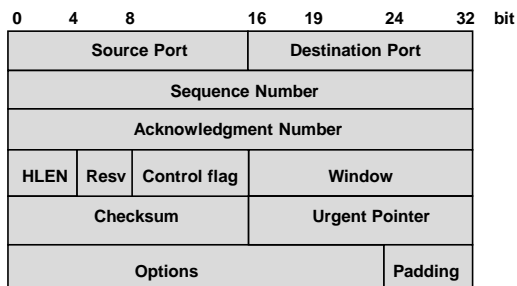 0 4 8 16 19 24 32 bit
Source Port Destination Port
Sequence Number
Acknowledgment Number
HLEN Resv Control flag Window
Checksum Urgent Pointer
Options Padding